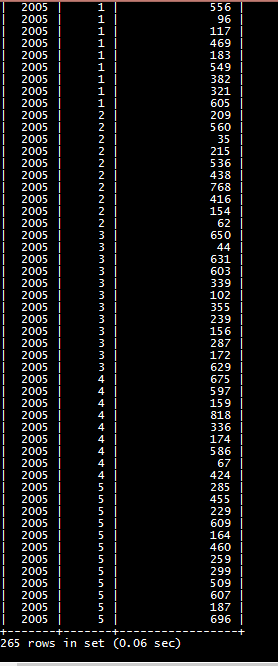 | 2005 | 1 | 556 |
| 2005 | 1 | 96 |
| 2005 | 1 | 117 |
| 2005 | 1 | 469 |
| 2005 | 1 | 183 |
| 2005 | 1 | 549 |
| 2005 | 1 | 382 |
| 2005 | 1 | 321 |
| 2005 | 1 | 605 |
| 2005 | 2 | 209 |
| 2005 | 2 | 560 |
| 2005 | 2 | 35 |
| 2005 | 2 | 215 |
| 2005 | 2 | 536 |
| 2005 | 2 | 438 |
| 2005 | 2 | 768 |
| 2005 | 2 | 416 |
| 2005 | 2 | 154 |
| 2005 | 2 | 62 |
| 2005 | 3 | 650 |
| 2005 | 3 | 44 |
| 2005 | 3 | 631 |
| 2005 | 3 | 603 |
| 2005 | 3 | 339 |
| 2005 | 3 | 102 |
| 2005 | 3 | 355 |
| 2005 | 3 | 239 |
| 2005 | 3 | 156 |
| 2005 | 3 | 287 |
| 2005 | 3 | 172 |
| 2005 | 3 | 629 |
| 2005 | 4 | 675 |
| 2005 | 4 | 597 |
| 2005 | 4 | 159 |
| 2005 | 4 | 818 |
| 2005 | 4 | 336 |
| 2005 | 4 | 174 |
| 2005 | 4 | 586 |
| 2005 | 4 | 67 |
| 2005 | 4 | 424 |
| 2005 | 5 | 285 |
| 2005 | 5 | 455 |
| 2005 | 5 | 229 |
| 2005 | 5 | 609 |
| 2005 | 5 | 164 |
| 2005 | 5 | 460 |
| 2005 | 5 | 259 |
| 2005 | 5 | 299 |
| 2005 | 5 | 509 |
| 2005 | 5 | 607 |
| 2005 | 5 | 187 |
| 2005 | 5 | 696 |
+-------+-------+-----------------+
265 rows in set (0.06 sec)